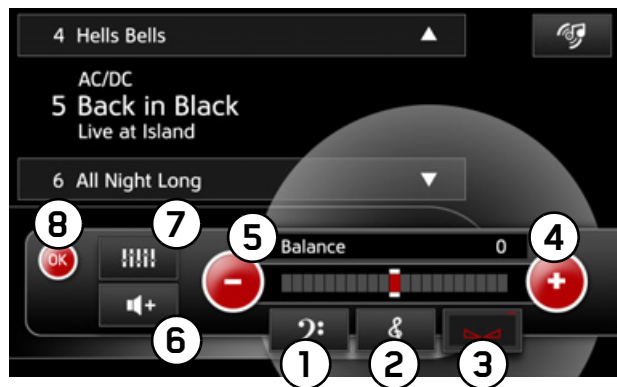 4 Hells Bells
AC/DC
5 Back in Black
Live at Island
6 All Night Long
8
7
5
Balance 0
4
OK
-
+
+
6
1
2
3